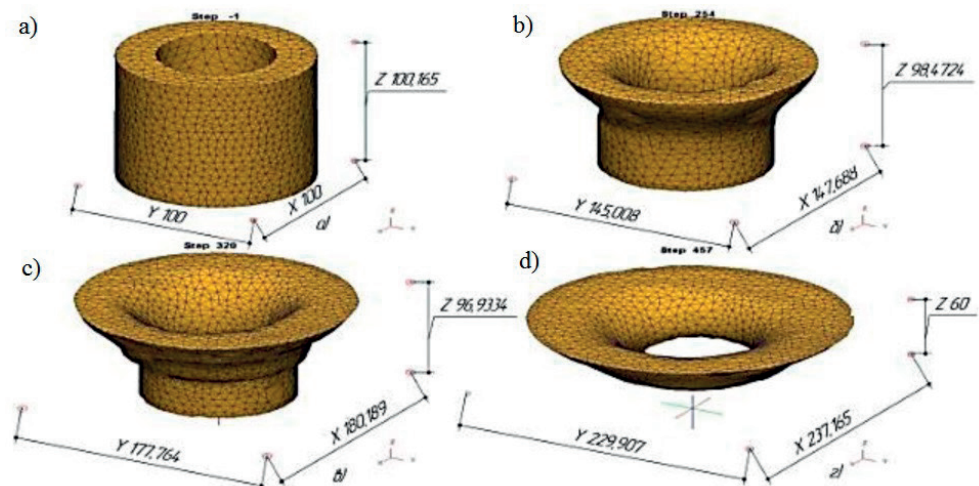 a)
Step -1
Z 100,165
Y 100
X 100
а)
b)
Step 254
Z 98,4724
Y 145,008
X 147,688
б)
c)
Step 320
Z 96,9334
Y 177,764
X 180,189
в)
d)
Step 457
Z 60
Y 229,907
X 237,165
г)